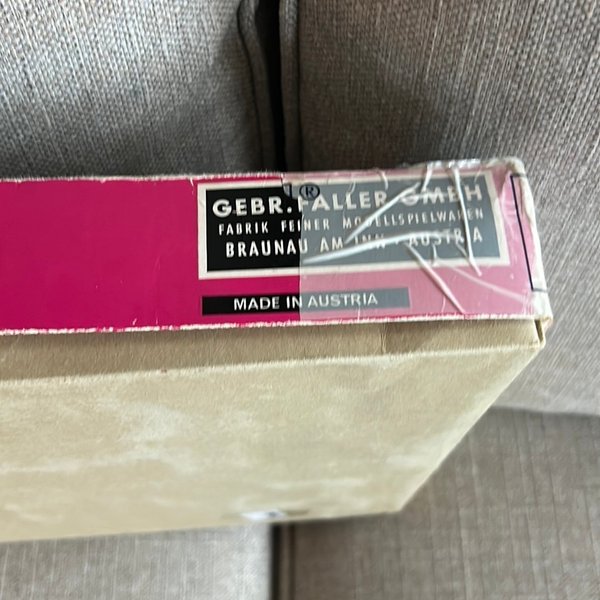 ®
GEBR. FALLER GMBH
FABRIK FEINER MODELLSPIELWAREN
BRAUNAU AM INN · AUSTRIA
MADE IN AUSTRIA